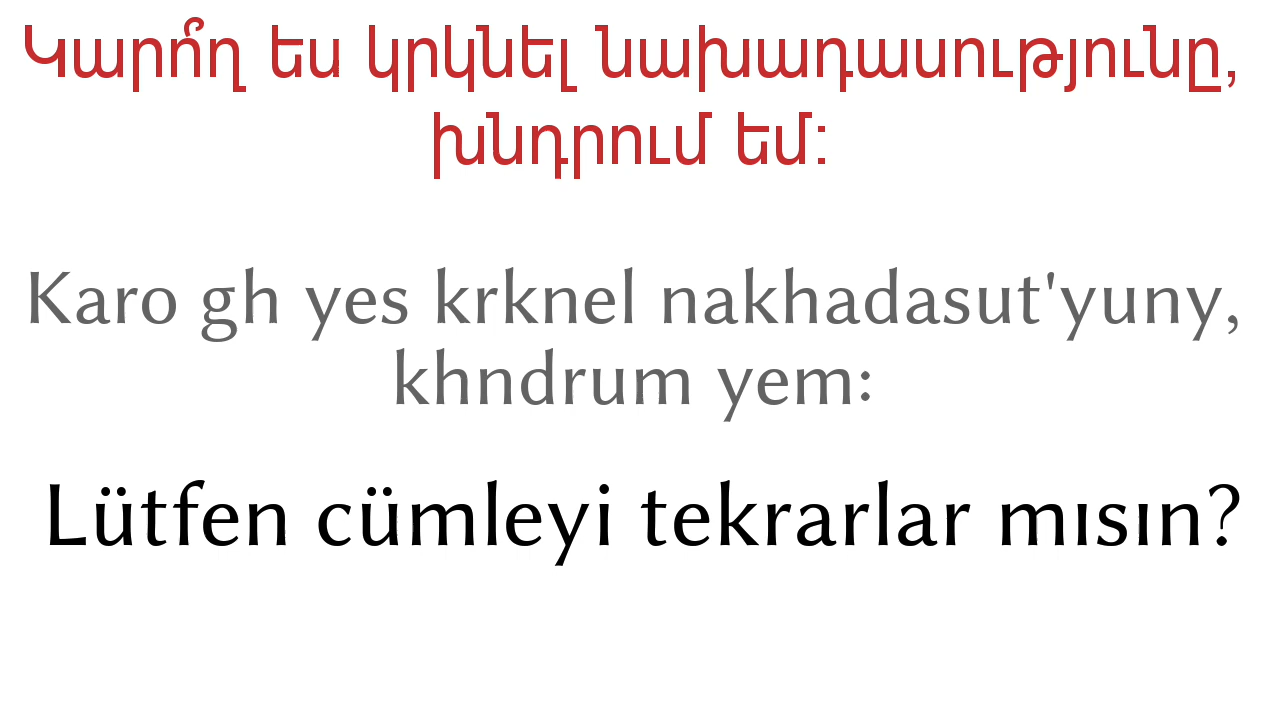 Կարո՞ղ ես կրկնել նախադասությունը,
խնդրում եմ:
Karo gh yes krknel nakhadasut'yuny,
khndrum yem:
Lütfen cümleyi tekrarlar mısın?